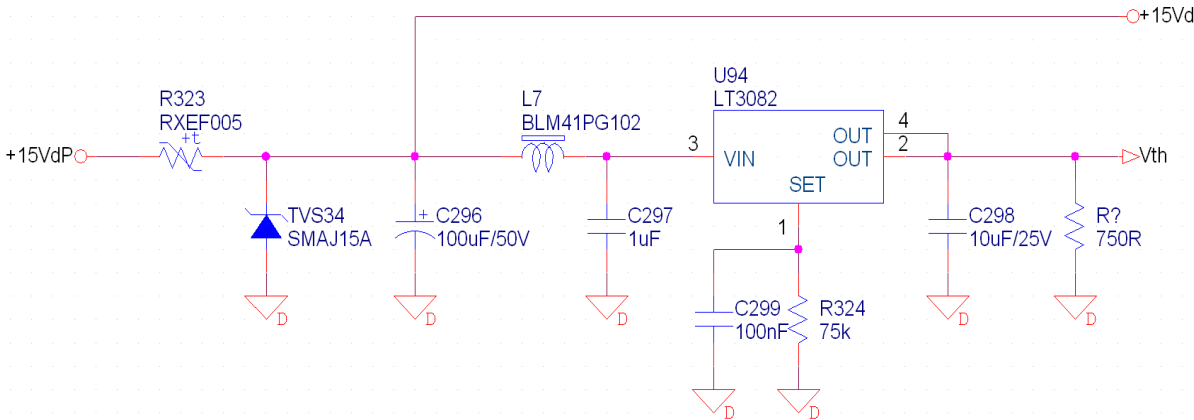 +15Vd
U94
LT3082
R323
RXEF005
+t
L7
BLM41PG102
+15VdP
3
VIN
OUT
4
OUT
2
Vth
SET
1
TVS34
SMAJ15A
+
C296
100uF/50V
C297
1uF
C298
10uF/25V
R?
750R
C299
100nF
R324
75k
D
D
D
D
D
D
D